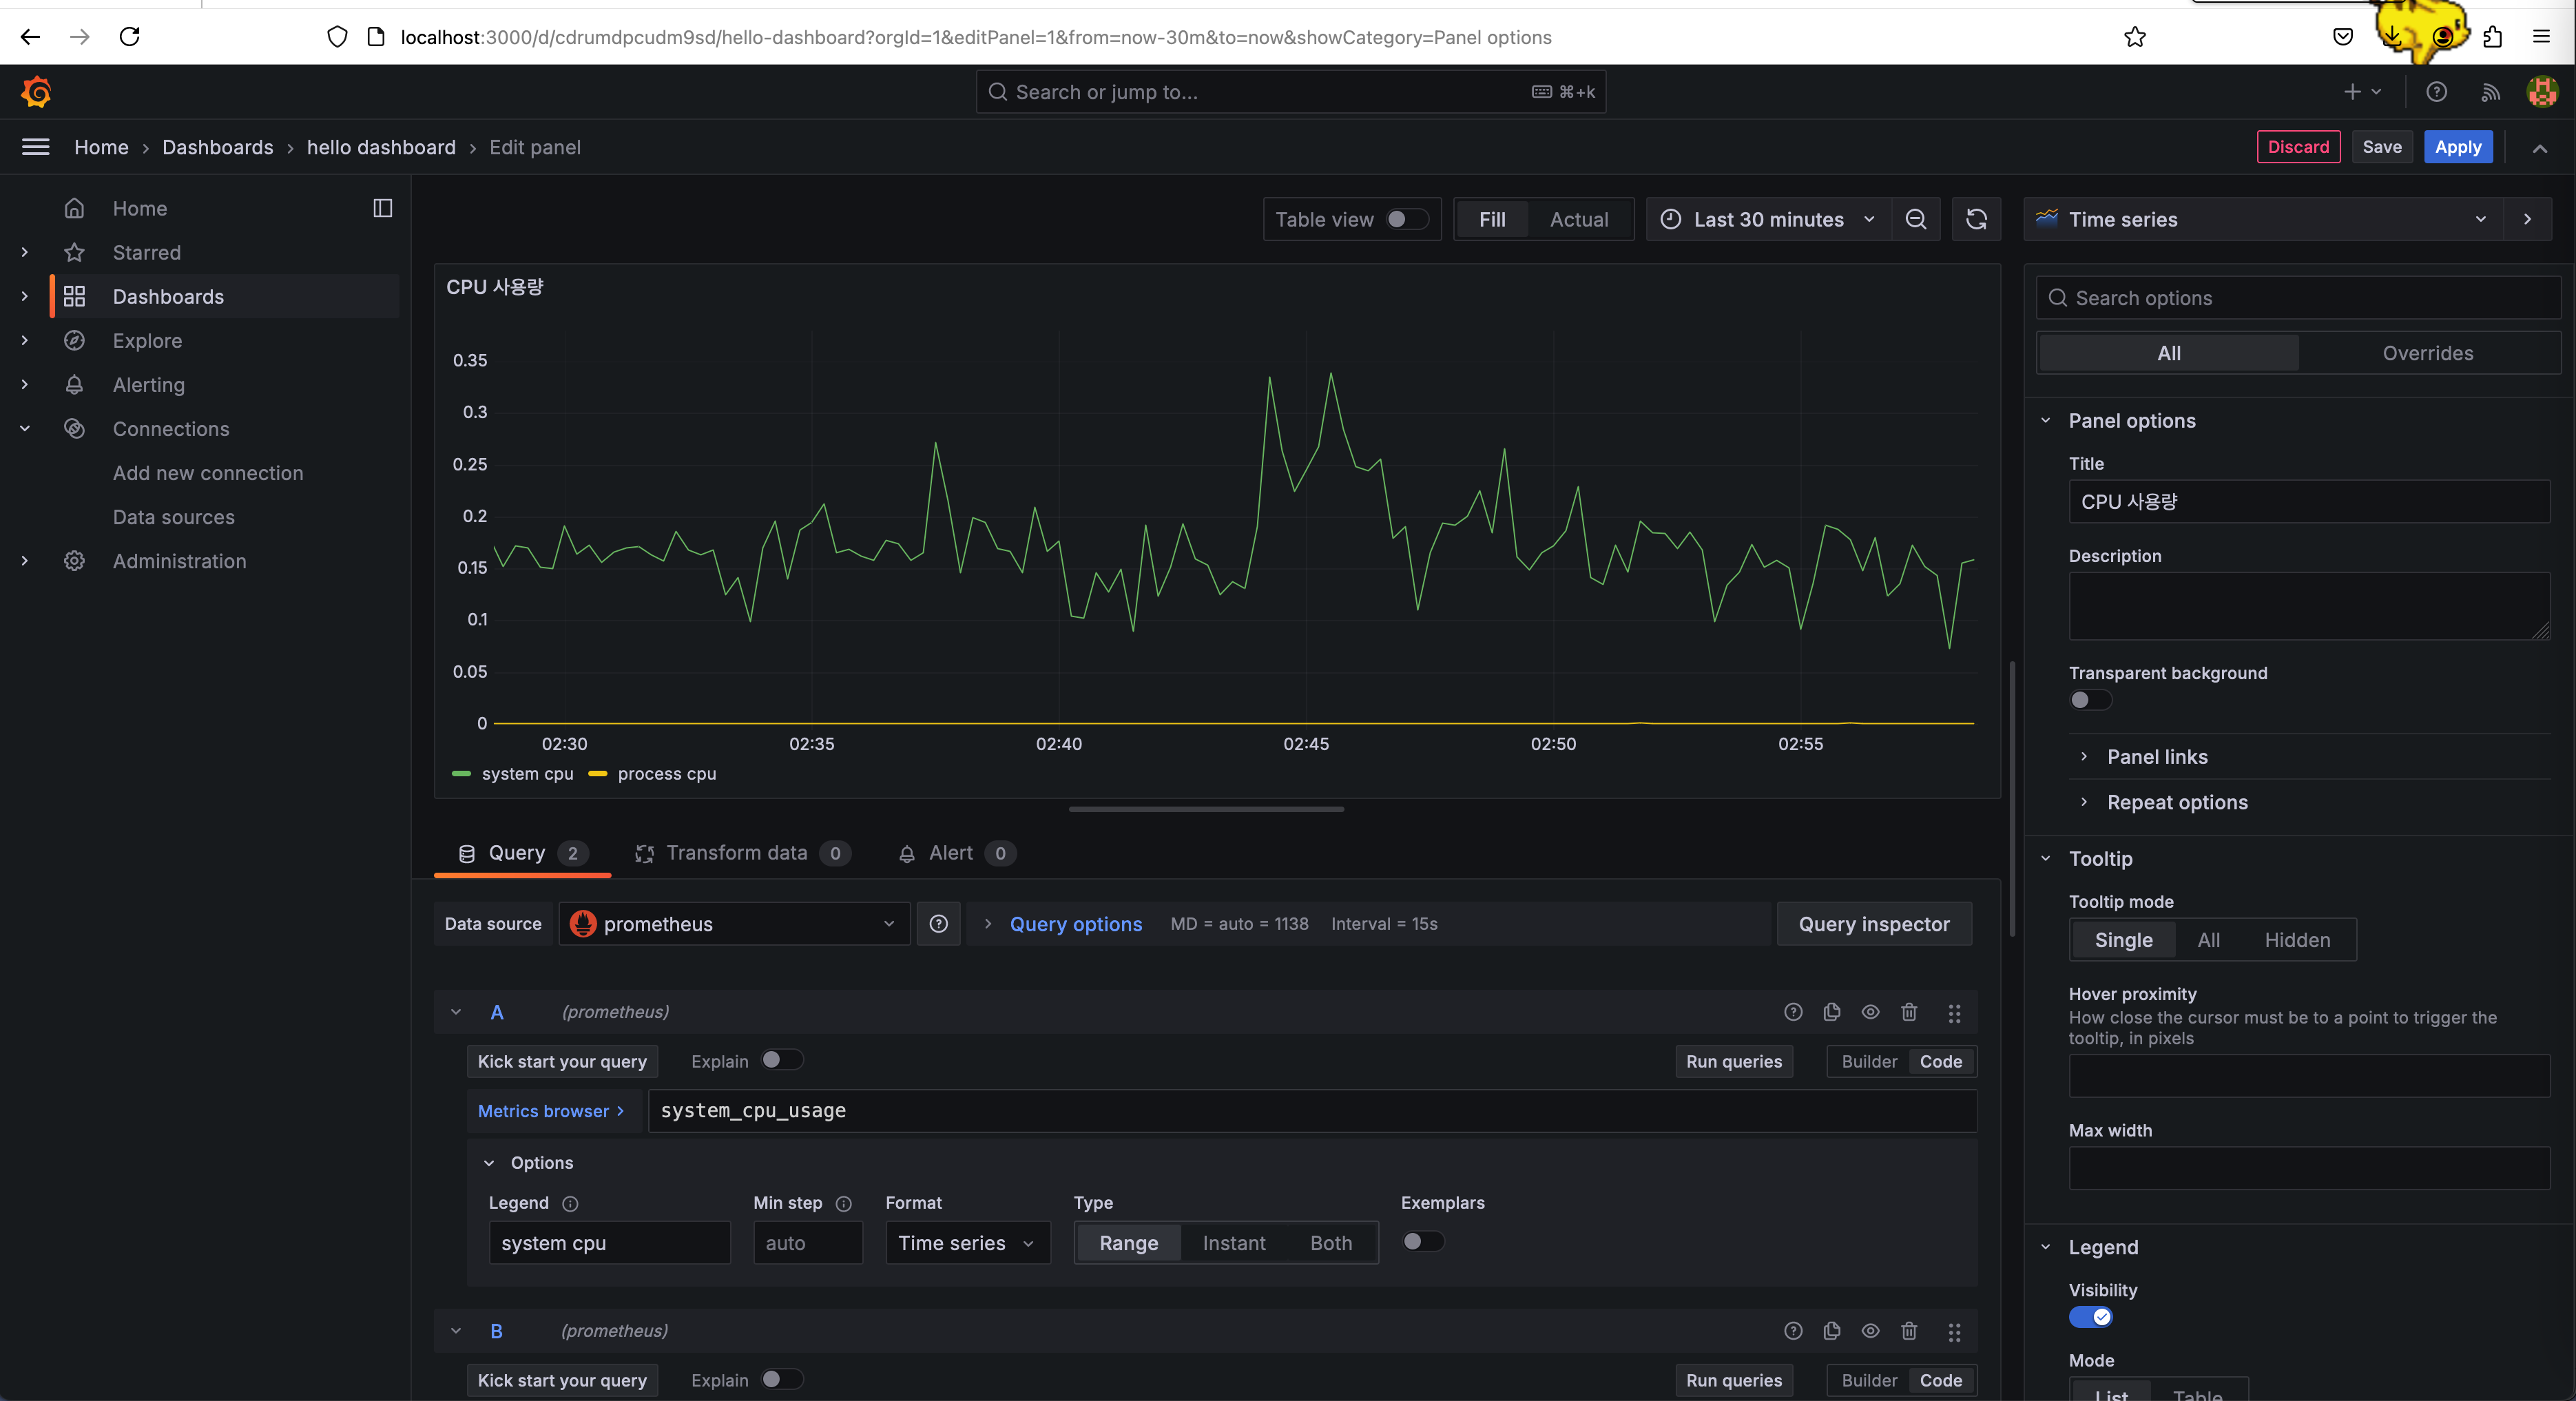 localhost:3000/d/cdrumdpcudm9sd/hello-dashboard?orgId=1&editPanel=1&from=now-30m&to=now&showCategory=Panel options
Search or jump to... ⌘+k
Home › Dashboards › hello dashboard › Edit panel
Discard Save Apply
Home
Starred
Dashboards
Explore
Alerting
Connections
Add new connection
Data sources
Administration
Table view Fill Actual Last 30 minutes
CPU 사용량
0.35
0.3
0.25
0.2
0.15
0.1
0.05
0
02:30 02:35 02:40 02:45 02:50 02:55
system cpu process cpu
Query 2 Transform data 0 Alert 0
Data source prometheus Query options MD = auto = 1138 Interval = 15s Query inspector
A (prometheus)
Kick start your query Explain Run queries Builder Code
Metrics browser > system_cpu_usage
Options
Legend Min step Format Type Exemplars
system cpu auto Time series Range Instant Both
B (prometheus)
Kick start your query Explain Run queries Builder Code
Time series
Search options
All Overrides
Panel options
Title
CPU 사용량
Description
Transparent background
Panel links
Repeat options
Tooltip
Tooltip mode
Single All Hidden
Hover proximity
How close the cursor must be to a point to trigger the
tooltip, in pixels
Max width
Legend
Visibility
Mode
List Table